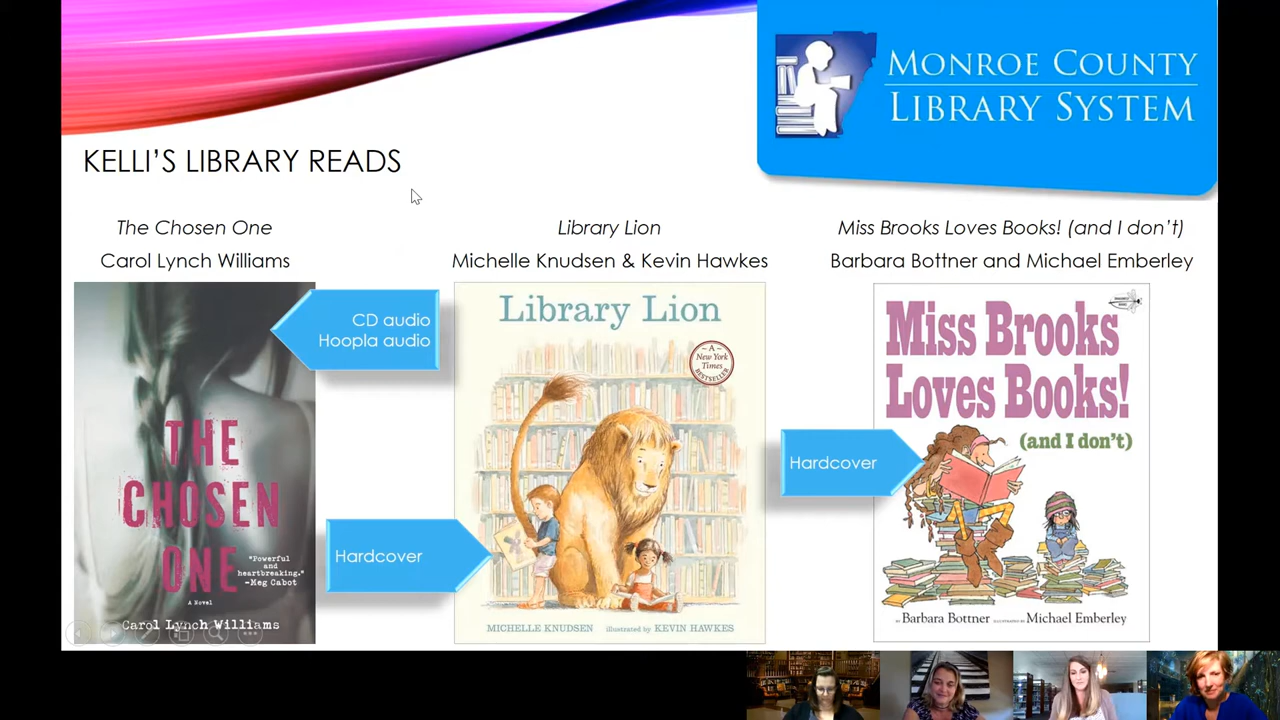 MONROE COUNTY
LIBRARY SYSTEM
KELLI'S LIBRARY READS
The Chosen One
Carol Lynch Williams
Library Lion
Michelle Knudsen & Kevin Hawkes
Miss Brooks Loves Books! (and I don't)
Barbara Bottner and Michael Emberley
CD audio
Hoopla audio
THE
CHOSEN
ONE
"Powerful
and
heartbreaking."
-Meg Cabot
A Novel
Carol Lynch Williams
Hardcover
Library Lion
A
New York
Times
BESTSELLER
MICHELLE KNUDSEN illustrated by KEVIN HAWKES
Hardcover
Miss Brooks
Loves Books!
(and I don't)
BY Barbara Bottner ILLUSTRATED BY Michael Emberley